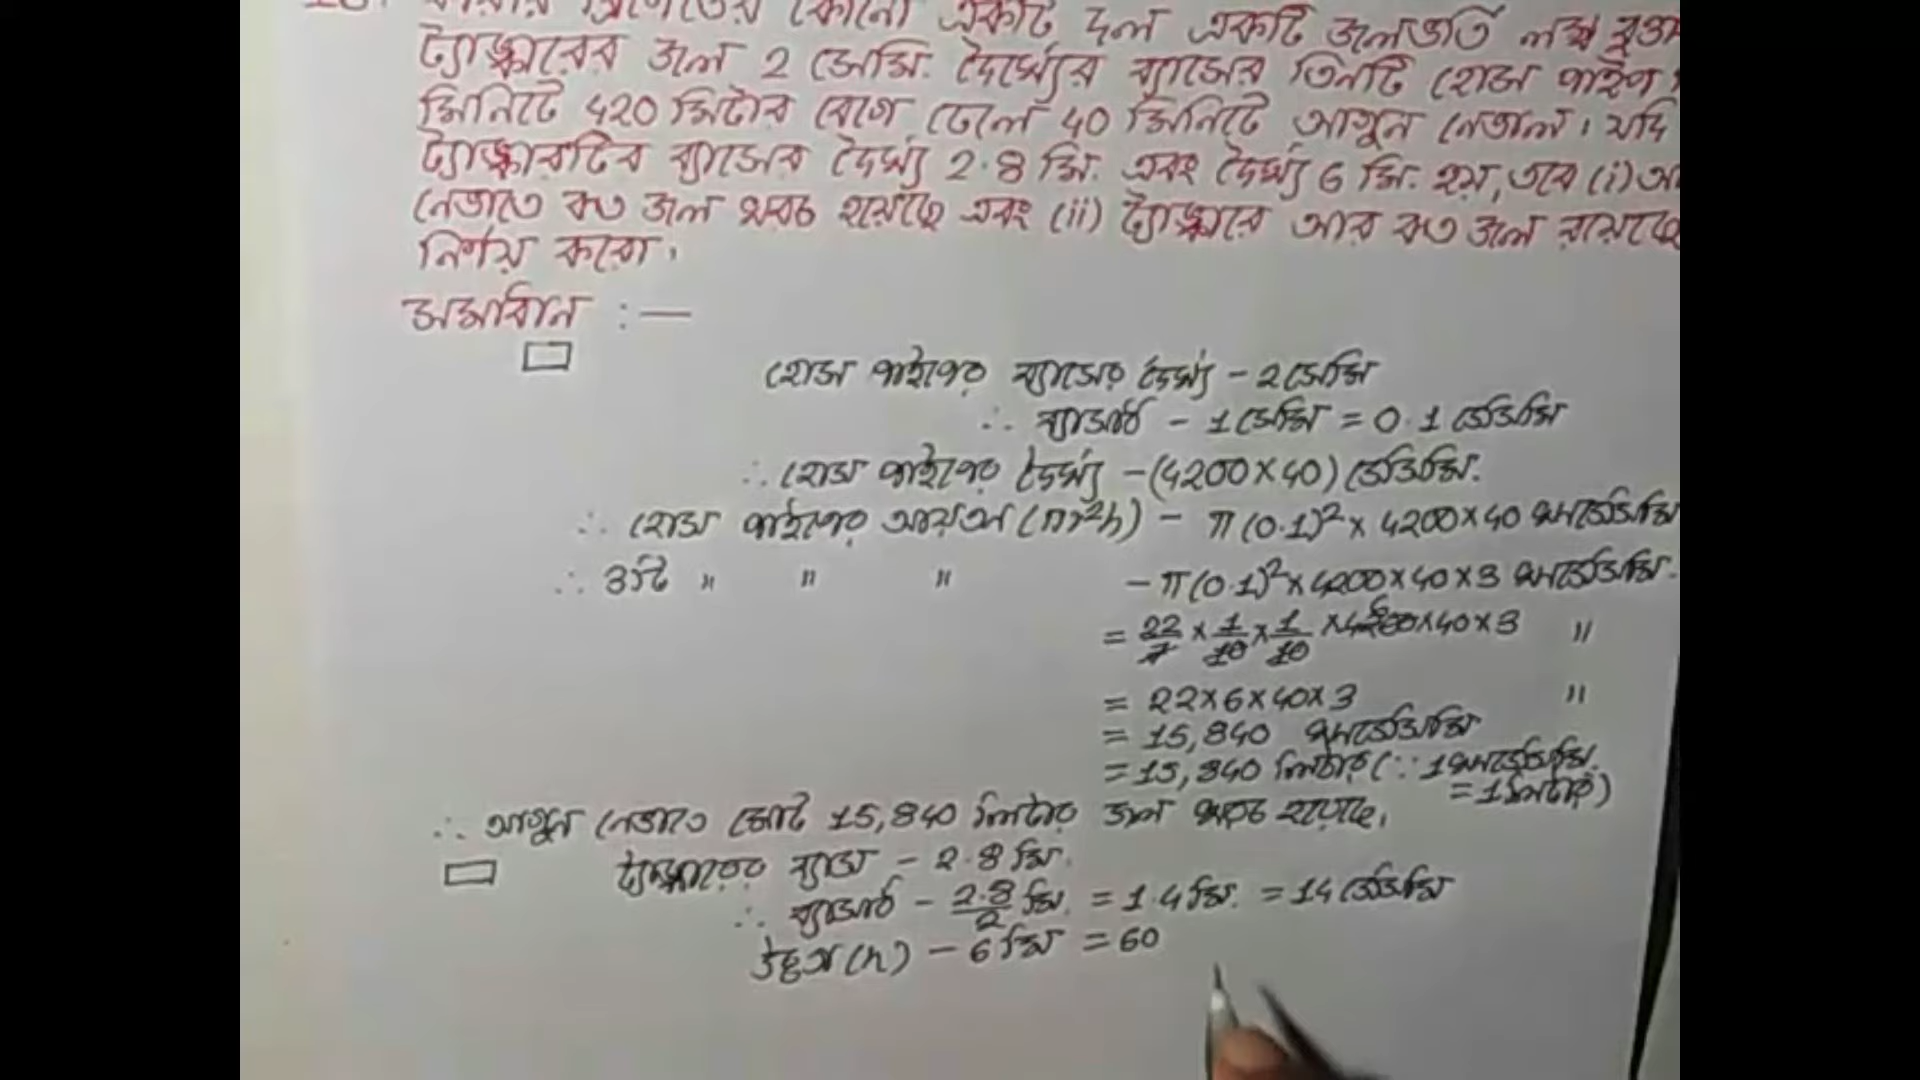 কোনো একটি দল একটি জলভর্তি লম্ব
ট্যাঙ্কারের জল 2 সেমি. দৈর্ঘ্যের ব্যাসের তিনটি হোস পাইপ
মিনিটে 420 মিটার বেগে ঢেলে 40 মিনিটে আগুন নেভাল। যদি
ট্যাঙ্কারটির ব্যাসের দৈর্ঘ্য 2.8 মি. এবং দৈর্ঘ্য 6 মি. হয়, তবে (i)
নেভাতে কত জল খরচ হয়েছে এবং (ii) ট্যাঙ্কারে আর কত জল রয়েছে
নির্ণয় করো।
সমাধান :—
হোস পাইপের ব্যাসের দৈর্ঘ্য - 2 সেমি
∴ ব্যাসার্ধ - 1 সেমি = 0.1 ডেসিমি
∴ হোস পাইপের দৈর্ঘ্য - (4200×40) ডেসিমি.
∴ হোস পাইপের আয়তন (πr²h) - π(0.1)²×4200×40 ঘনডেসিমি
∴ 3টি " " " - π(0.1)²×4200×40×3 ঘনডেসিমি.
= 22/7 × 1/10 × 1/10 × 4200×40×3 "
= 22×6×40×3 "
= 15,840 ঘনডেসিমি
= 15,840 লিটার (∵ 1 ঘনডেসিমি.
= 1 লিটার)
∴ আগুন নেভাতে মোট 15,840 লিটার জল খরচ হয়েছে।
ট্যাঙ্কারের ব্যাস - 2.8 মি.
∴ ব্যাসার্ধ - 2.8/2 মি. = 1.4 মি. = 14 ডেসিমি
উচ্চতা (h) - 6 মি = 60